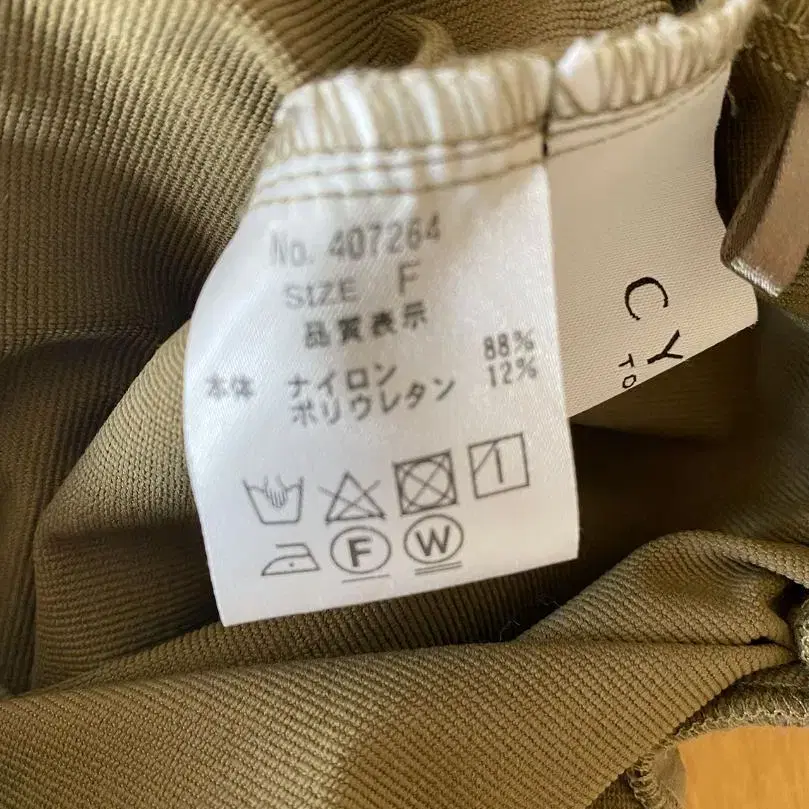 No. 407264
SIZE F
品質表示
本体 ナイロン 88%
ポリウレタン 12%
F W
CY
TO